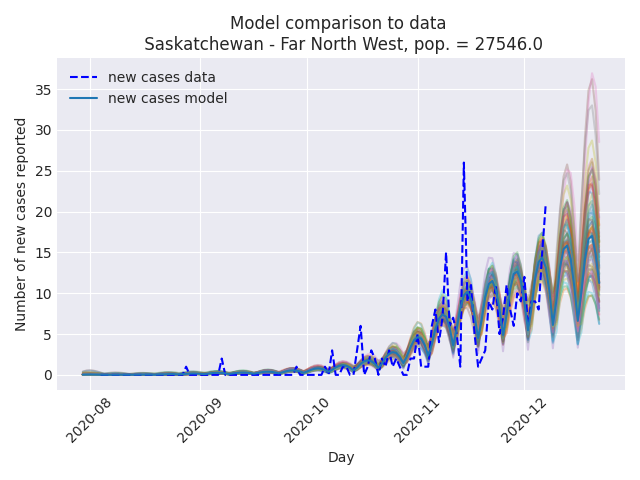 Model comparison to data
Saskatchewan - Far North West, pop. = 27546.0
new cases data
new cases model
Number of new cases reported
35
30
25
20
15
10
5
0
2020-08
2020-09
2020-10
2020-11
2020-12
Day